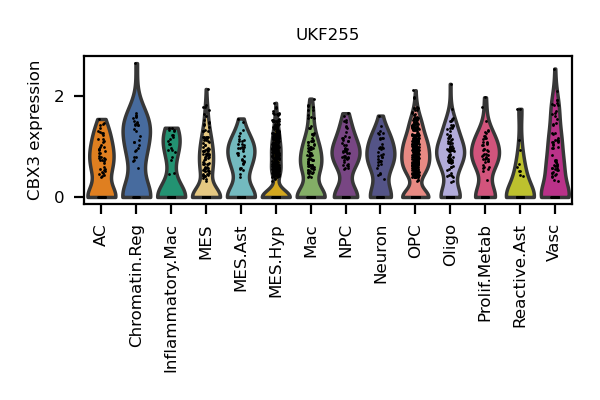 UKF255
CBX3 expression
2
0
AC
Chromatin.Reg
Inflammatory.Mac
MES
MES.Ast
MES.Hyp
Mac
NPC
Neuron
OPC
Oligo
Prolif.Metab
Reactive.Ast
Vasc